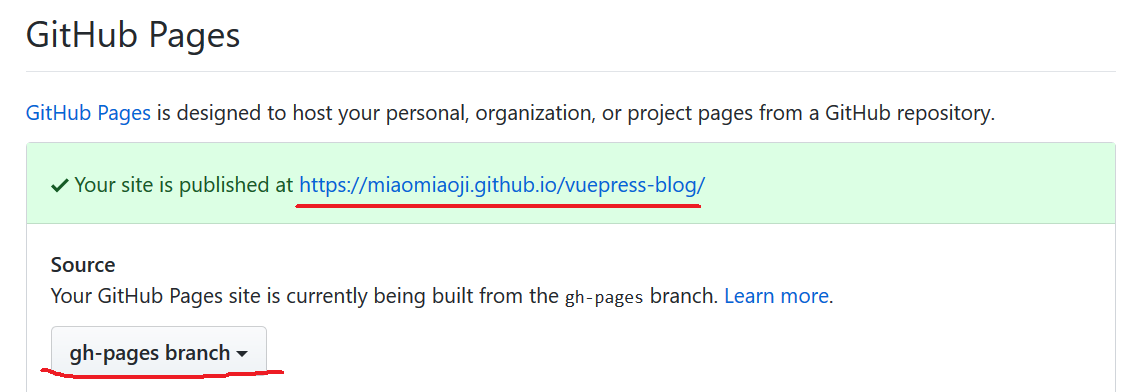 GitHub Pages
GitHub Pages is designed to host your personal, organization, or project pages from a GitHub repository.
Your site is published at https://miaomiaoji.github.io/vuepress-blog/
Source
Your GitHub Pages site is currently being built from the gh-pages branch. Learn more.
gh-pages branch